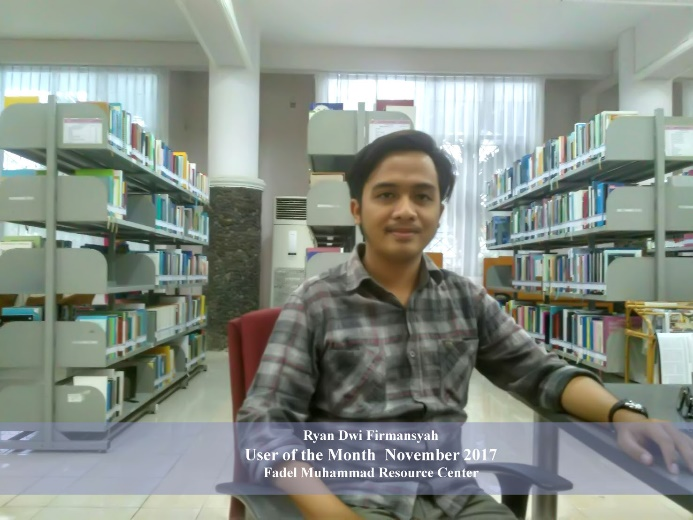 Ryan Dwi Firmansyah
User of the Month  November 2017
Fadel Muhammad Resource Center